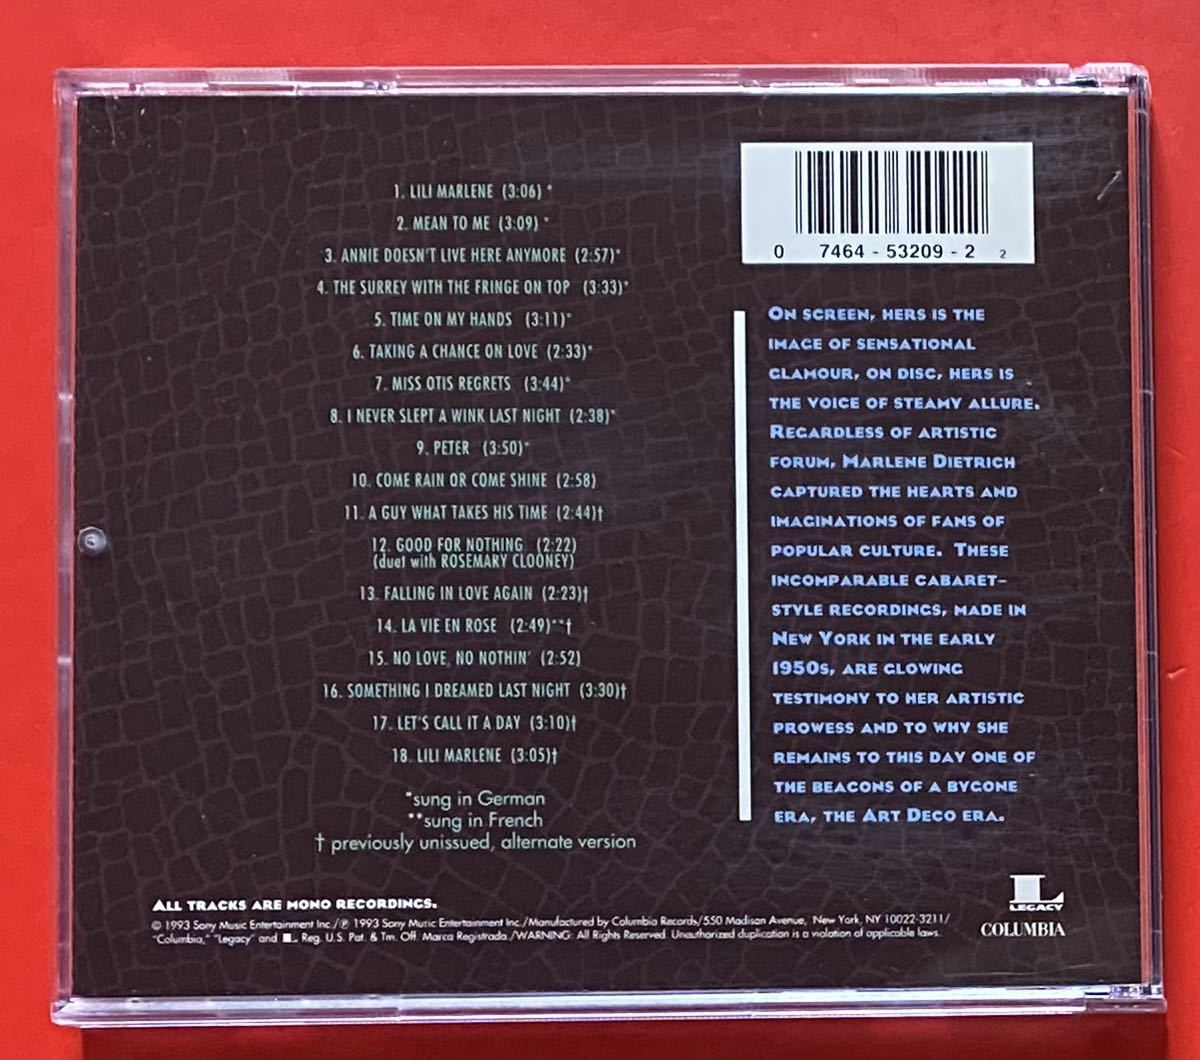 1. LILI MARLENE (3:06) *
2. MEAN TO ME (3:09) *
3. ANNIE DOESN'T LIVE HERE ANYMORE (2:57)*
4. THE SURREY WITH THE FRINGE ON TOP (3:33)*
5. TIME ON MY HANDS (3:11)*
6. TAKING A CHANCE ON LOVE (2:33)*
7. MISS OTIS REGRETS (3:44)*
8. I NEVER SLEPT A WINK LAST NIGHT (2:38)*
9. PETER (3:50)*
10. COME RAIN OR COME SHINE (2:58)
11. A GUY WHAT TAKES HIS TIME (2:44)†
12. GOOD FOR NOTHING (2:22)
(duet with ROSEMARY CLOONEY)
13. FALLING IN LOVE AGAIN (2:23)†
14. LA VIE EN ROSE (2:49)**†
15. NO LOVE, NO NOTHIN' (2:52)
16. SOMETHING I DREAMED LAST NIGHT (3:30)†
17. LET'S CALL IT A DAY (3:10)†
18. LILI MARLENE (3:05)†
*sung in German
**sung in French
† previously unissued, alternate version
0 7464-53209-2 2
ON SCREEN, HERS IS THE
IMAGE OF SENSATIONAL
GLAMOUR, ON DISC, HERS IS
THE VOICE OF STEAMY ALLURE.
REGARDLESS OF ARTISTIC
FORUM, MARLENE DIETRICH
CAPTURED THE HEARTS AND
IMAGINATIONS OF FANS OF
POPULAR CULTURE. THESE
INCOMPARABLE CABARET-
STYLE RECORDINGS, MADE IN
NEW YORK IN THE EARLY
1950S, ARE GLOWING
TESTIMONY TO HER ARTISTIC
PROWESS AND TO WHY SHE
REMAINS TO THIS DAY ONE OF
THE BEACONS OF A BYGONE
ERA, THE ART DECO ERA.
ALL TRACKS ARE MONO RECORDINGS.
© 1993 Sony Music Entertainment Inc./℗ 1993 Sony Music Entertainment Inc./Manufactured by Columbia Records/550 Madison Avenue, New York, NY 10022-3211/
"Columbia," "Legacy" and L Reg. U.S. Pat. & Tm. Off. Marca Registrada./WARNING: All Rights Reserved. Unauthorized duplication is a violation of applicable laws.
L
LEGACY
COLUMBIA